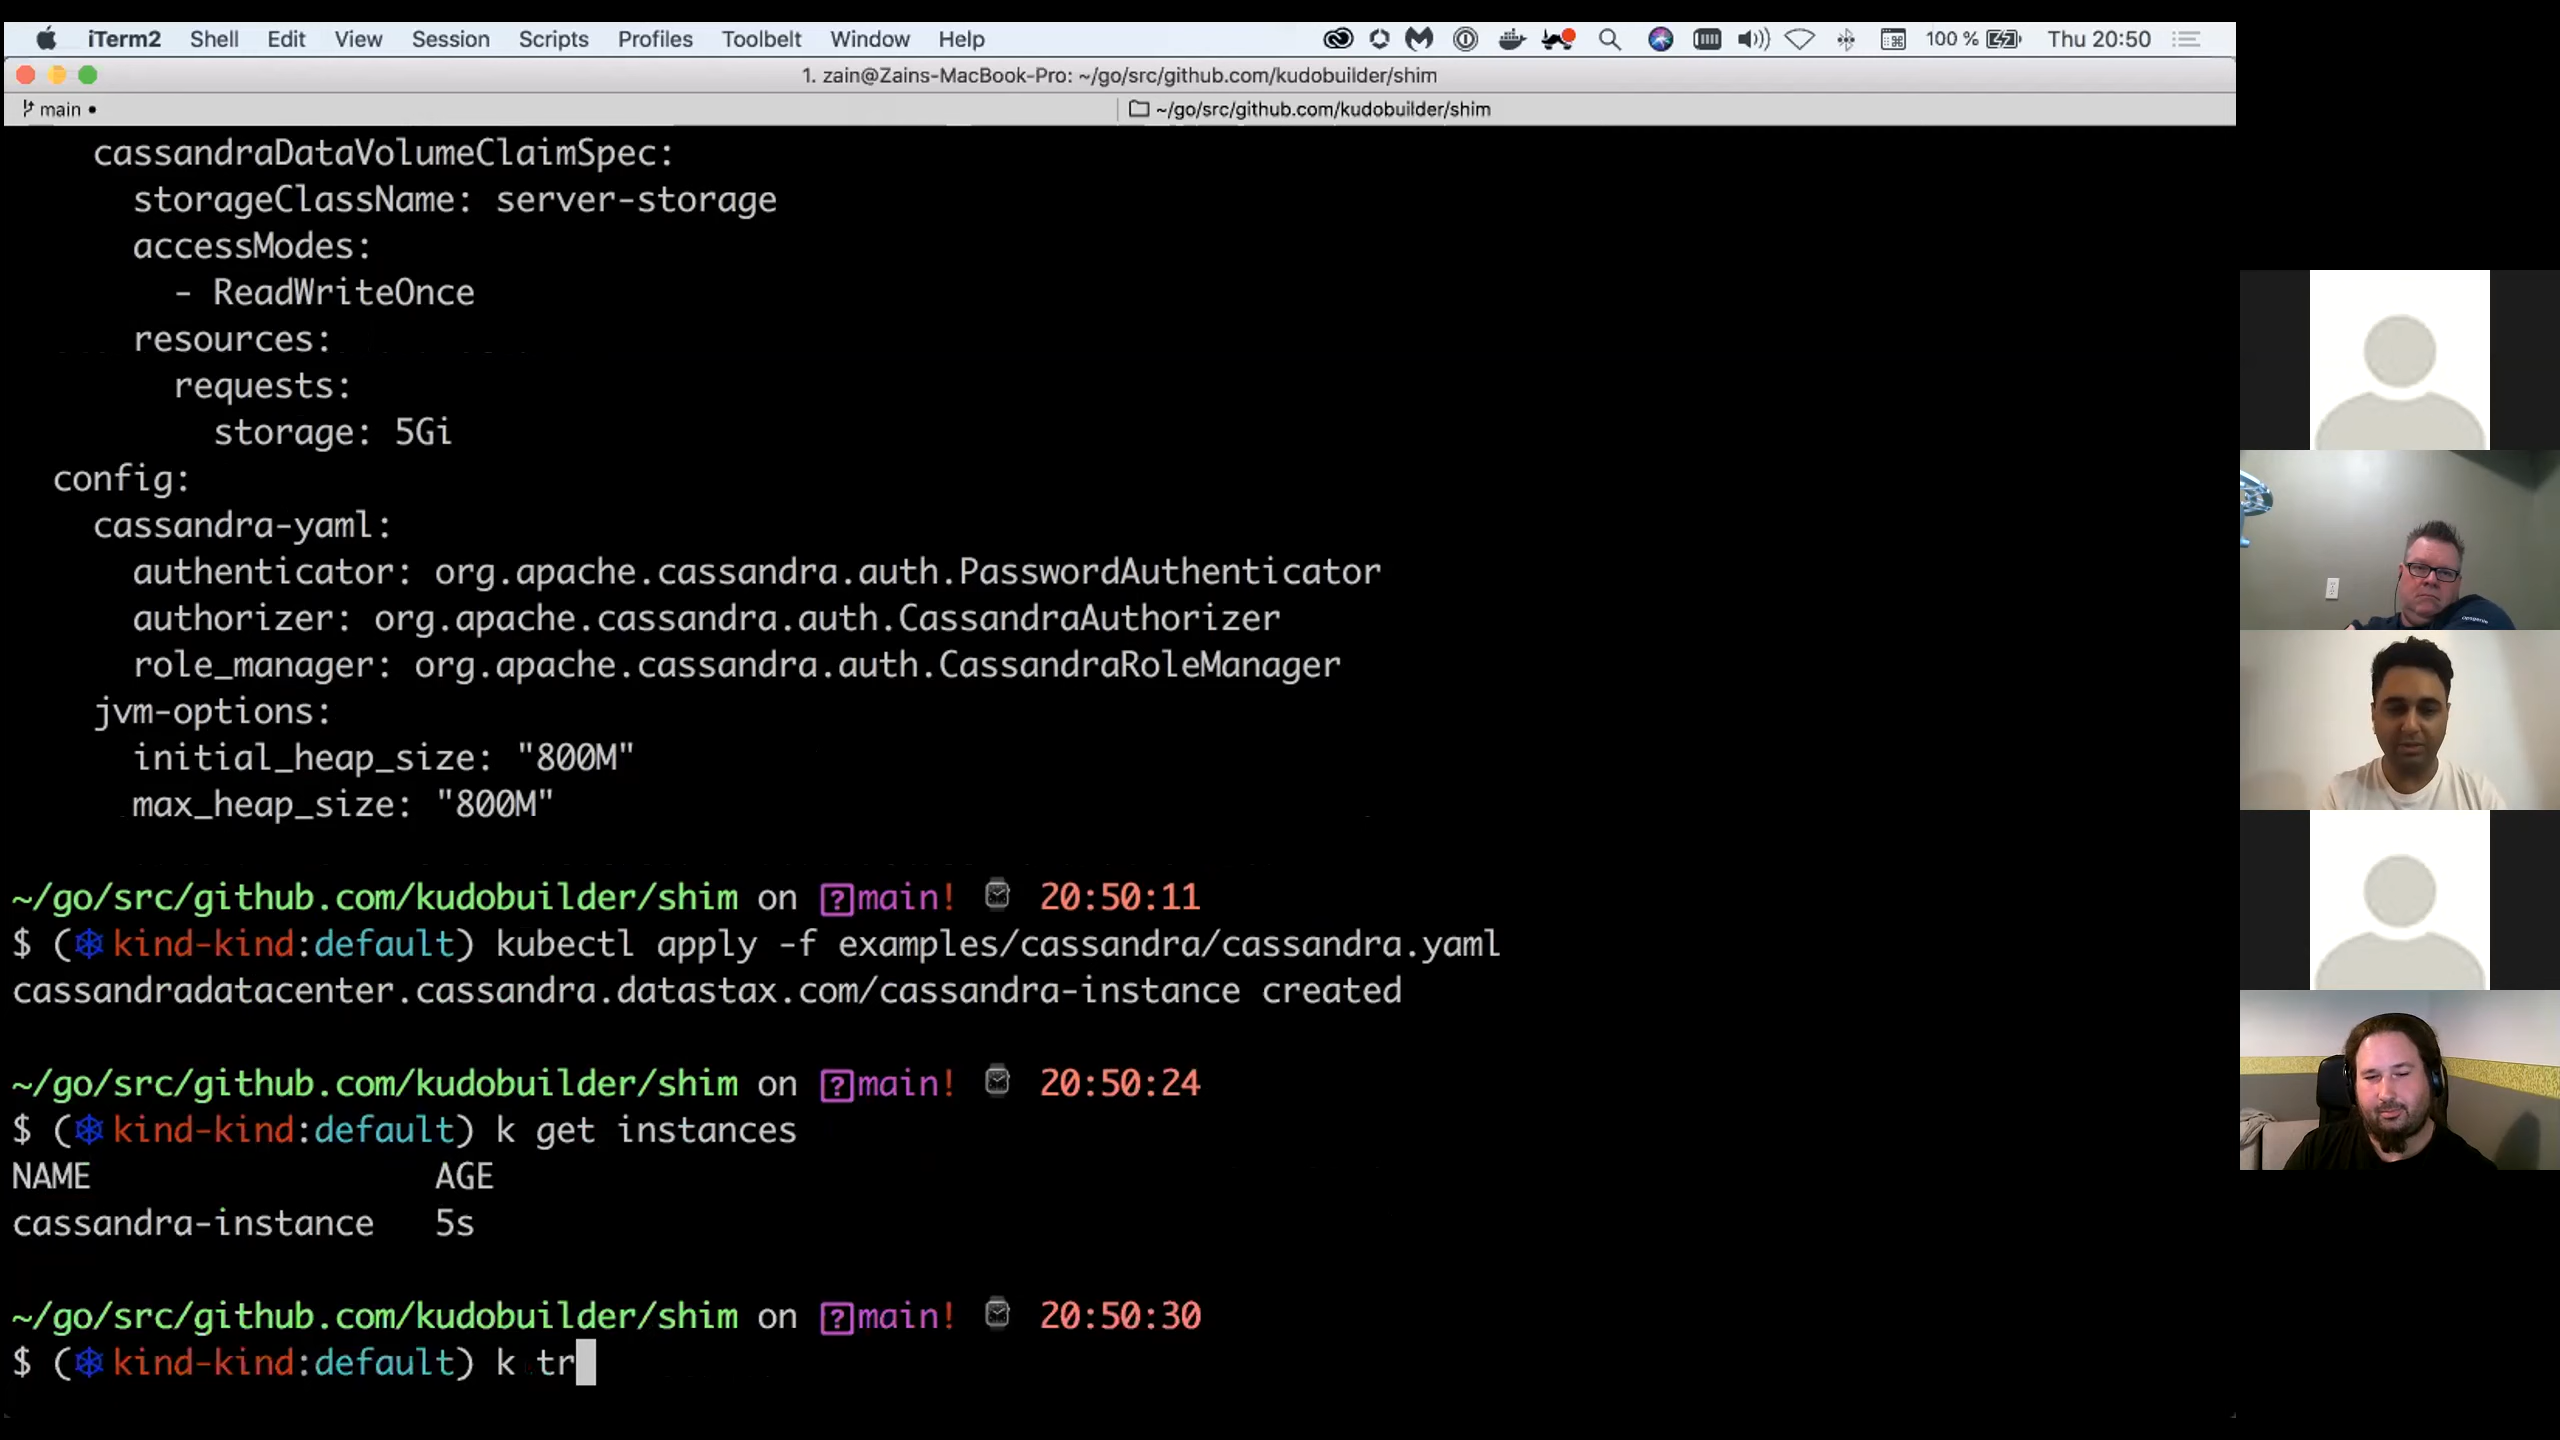 iTerm2 Shell Edit View Session Scripts Profiles Toolbelt Window Help 100 % Thu 20:50
1. zain@Zains-MacBook-Pro: ~/go/src/github.com/kudobuilder/shim
main • ~/go/src/github.com/kudobuilder/shim
cassandraDataVolumeClaimSpec:
storageClassName: server-storage
accessModes:
- ReadWriteOnce
resources:
requests:
storage: 5Gi
config:
cassandra-yaml:
authenticator: org.apache.cassandra.auth.PasswordAuthenticator
authorizer: org.apache.cassandra.auth.CassandraAuthorizer
role_manager: org.apache.cassandra.auth.CassandraRoleManager
jvm-options:
initial_heap_size: "800M"
max_heap_size: "800M"
~/go/src/github.com/kudobuilder/shim on [?]main! 20:50:11
$ (⎈ kind-kind:default) kubectl apply -f examples/cassandra/cassandra.yaml
cassandradatacenter.cassandra.datastax.com/cassandra-instance created
~/go/src/github.com/kudobuilder/shim on [?]main! 20:50:24
$ (⎈ kind-kind:default) k get instances
NAME AGE
cassandra-instance 5s
~/go/src/github.com/kudobuilder/shim on [?]main! 20:50:30
$ (⎈ kind-kind:default) k tr